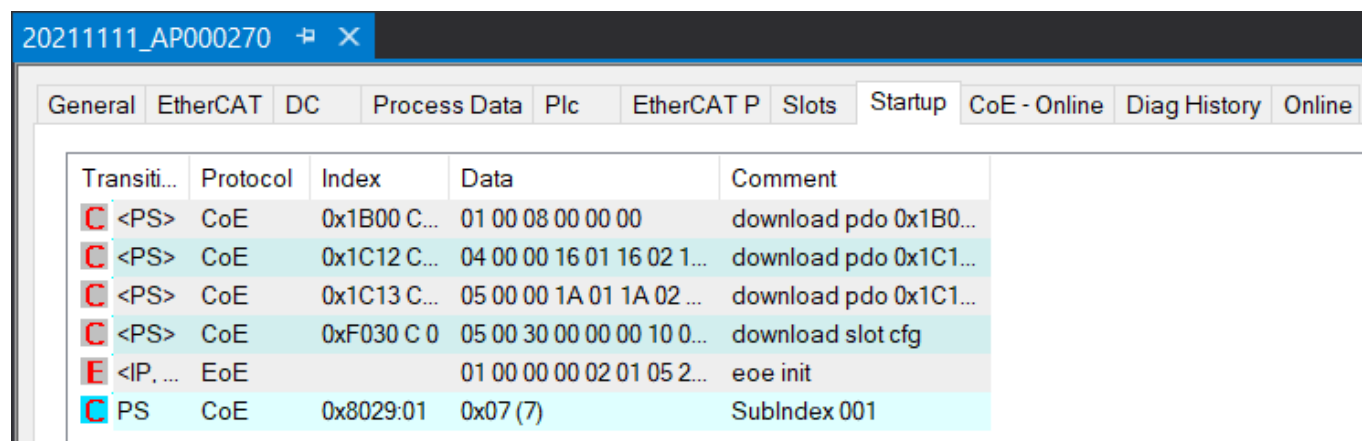 20211111_AP000270
General EtherCAT DC Process Data Plc EtherCAT P Slots Startup CoE - Online Diag History Online
Transiti... Protocol Index Data Comment
C <PS> CoE 0x1B00 C... 01 00 08 00 00 00 download pdo 0x1B0...
C <PS> CoE 0x1C12 C... 04 00 00 16 01 16 02 1... download pdo 0x1C1...
C <PS> CoE 0x1C13 C... 05 00 00 1A 01 1A 02 ... download pdo 0x1C1...
C <PS> CoE 0xF030 C 0 05 00 30 00 00 00 10 0... download slot cfg
E <IP, ... EoE 01 00 00 00 02 01 05 2... eoe init
C PS CoE 0x8029:01 0x07 (7) SubIndex 001